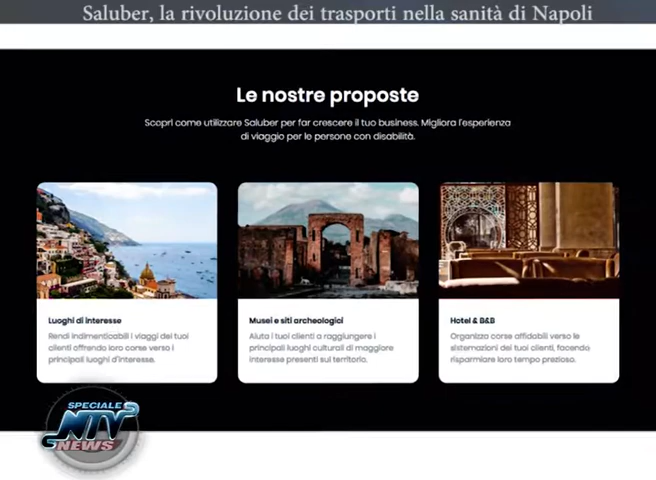 Saluber, la rivoluzione dei trasporti nella sanità di Napoli
Le nostre proposte
Scopri come utilizzare Saluber per far crescere il tuo business. Migliora l'esperienza
di viaggio per le persone con disabilità.
Luoghi di interesse
Rendi indimenticabili i viaggi dei tuoi
clienti offrendo loro corse verso i
principali luoghi d'interesse.
Musei e siti archeologici
Aiuta i tuoi clienti a raggiungere i
principali luoghi culturali di maggiore
interesse presenti sul territorio.
Hotel & B&B
Organizza corse affidabili verso le
sistemazioni dei tuoi clienti, facendo
risparmiare loro tempo prezioso.
SPECIALE
NTV
NEWS